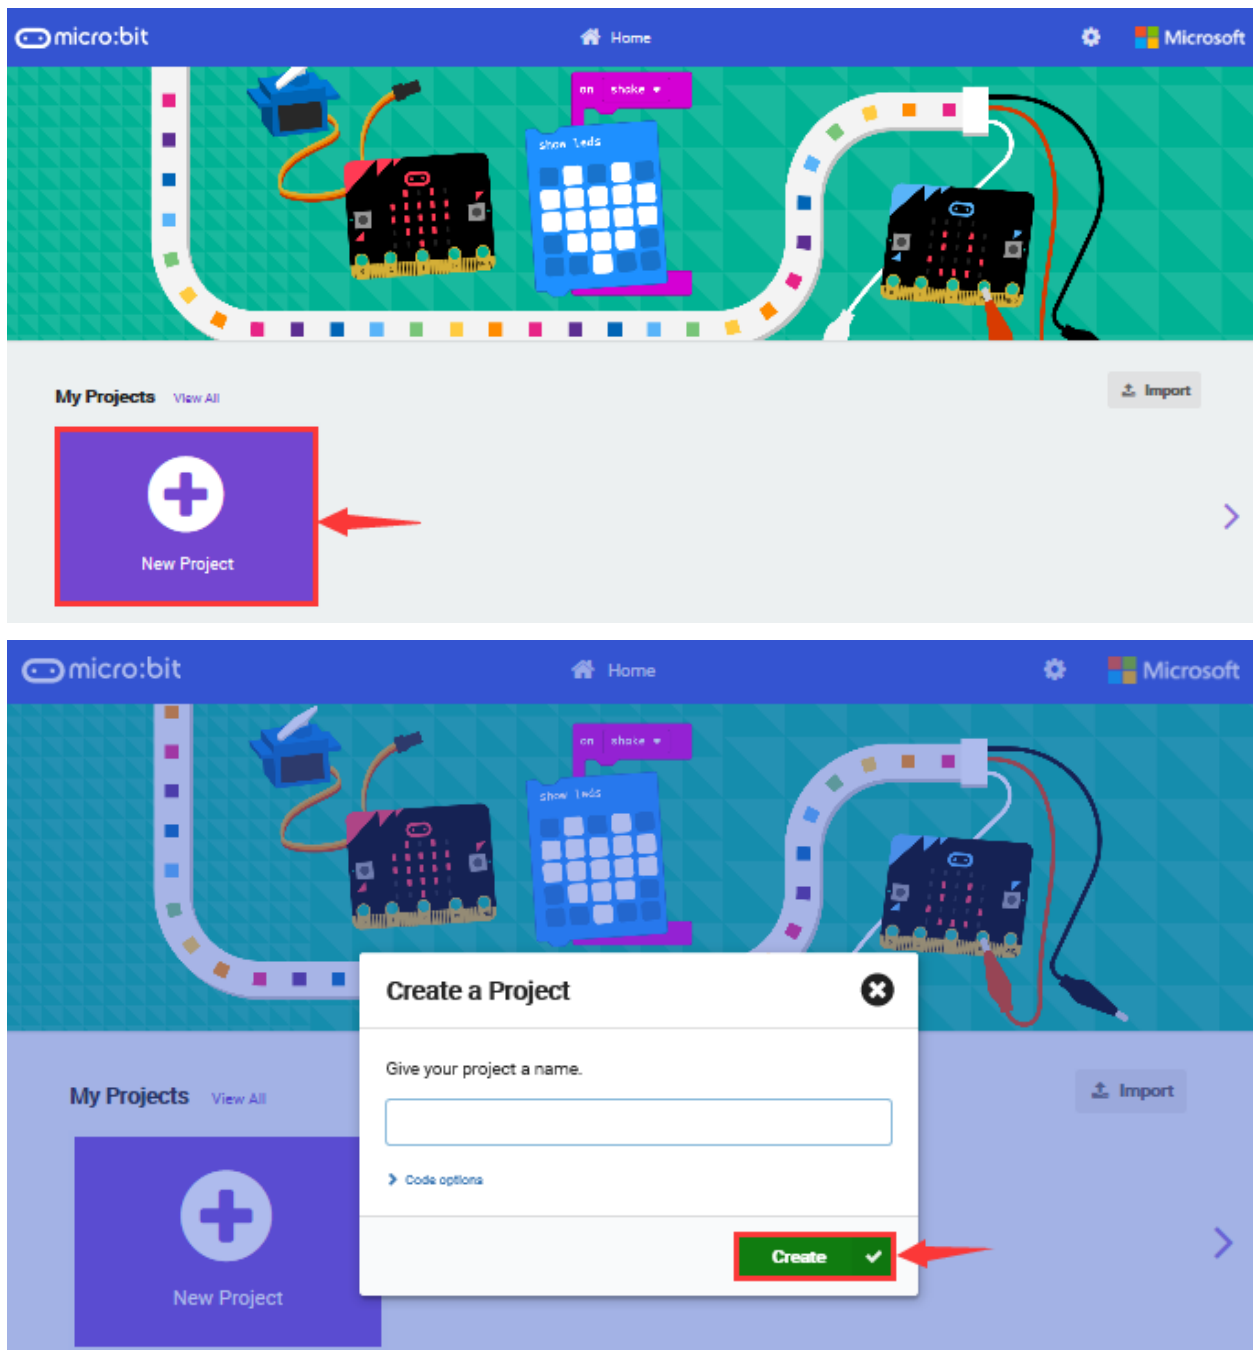 micro:bit
Home
Microsoft
on shake
show leds
My Projects View All
Import
New Project
micro:bit
Home
Microsoft
on shake
show leds
Create a Project
Give your project a name.
My Projects View All
Import
Code options
Create
New Project